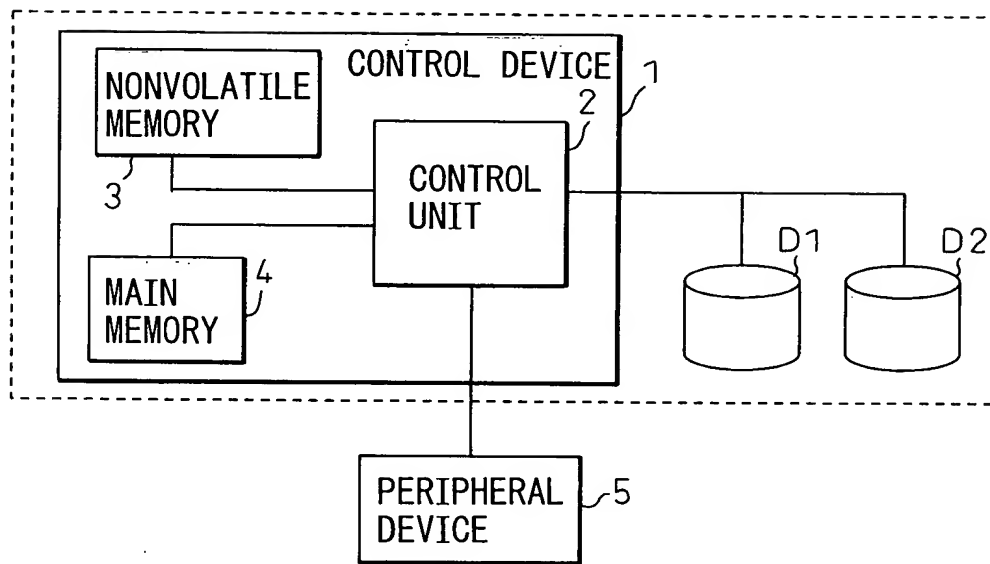 CONTROL DEVICE
1
NONVOLATILE
MEMORY
3
2
CONTROL
UNIT
MAIN
MEMORY
4
D1
D2
PERIPHERAL
DEVICE
5